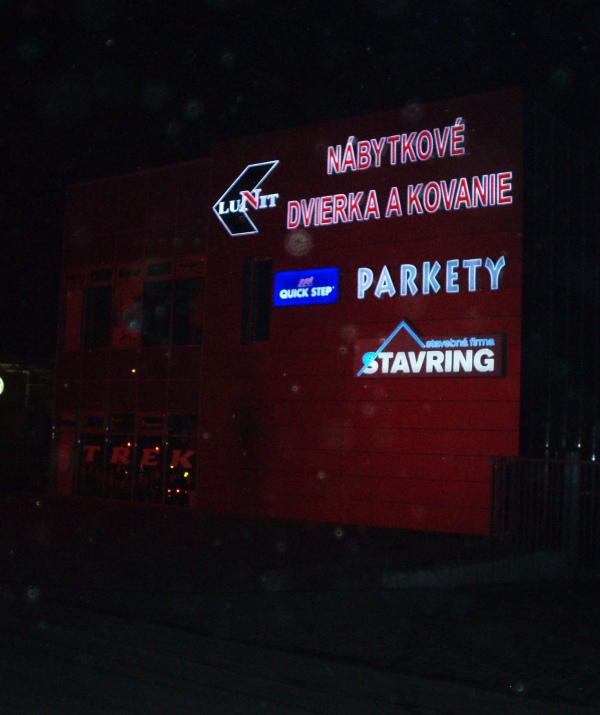 NÁBYTKOVÉ
LUNIT
DVIERKA A KOVANIE
QUICK STEP
PARKETY
stavebná firma
STAVRING
TREK